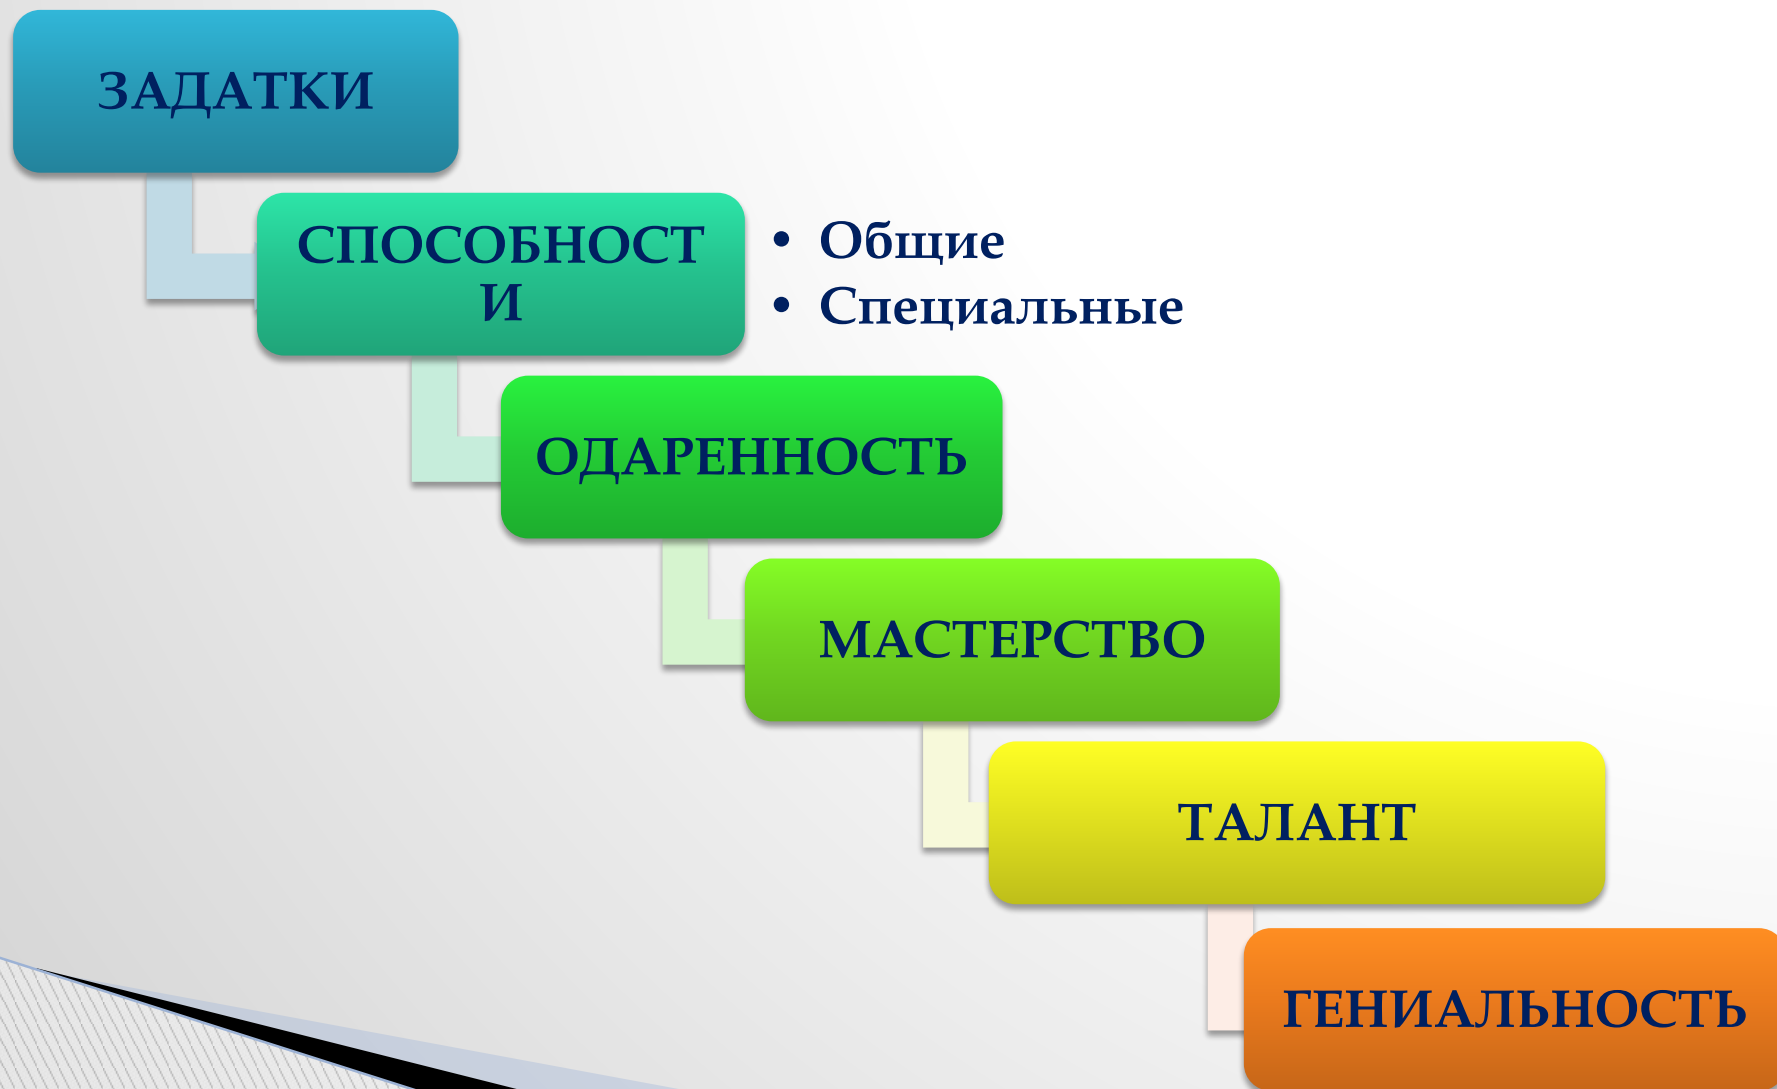 ЗАДАТКИ
СПОСОБНОСТ
И
• Общие
• Специальные
ОДАРЕННОСТЬ
МАСТЕРСТВО
ТАЛАНТ
ГЕНИАЛЬНОСТЬ